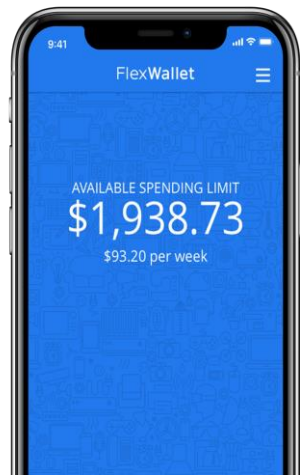 9:41
FlexWallet
AVAILABLE SPENDING LIMIT
$1,938.73
$93.20 per week